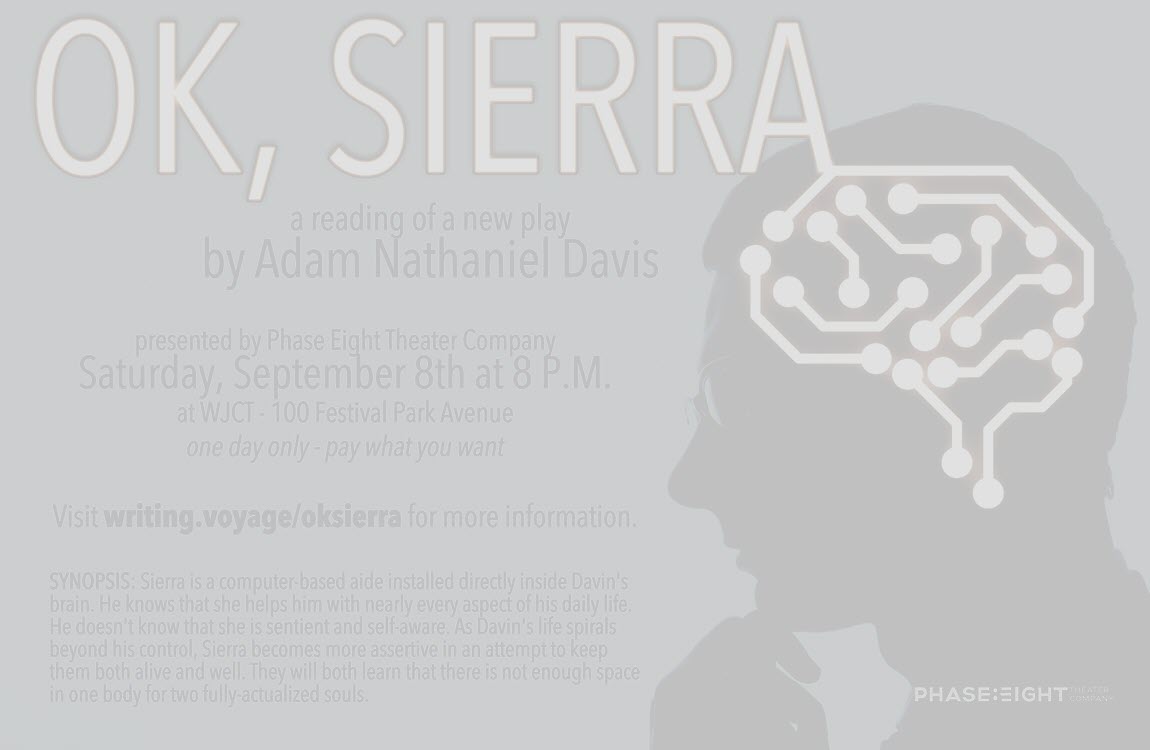 OK, SIERRA
a reading of a new play
by Adam Nathaniel Davis
presented by Phase Eight Theater Company
Saturday, September 8th at 8 P.M.
at WJCT - 100 Festival Park Avenue
one day only - pay what you want
Visit writing.voyage/oksierra for more information.
SYNOPSIS: Sierra is a computer-based aide installed directly inside Davin's
brain. He knows that she helps him with nearly every aspect of his daily life.
He doesn't know that she is sentient and self-aware. As Davin's life spirals
beyond his control, Sierra becomes more assertive in an attempt to keep
them both alive and well. They will both learn that there is not enough space
in one body for two fully-actualized souls.
PHASE:EIGHT THEATER
COMPANY